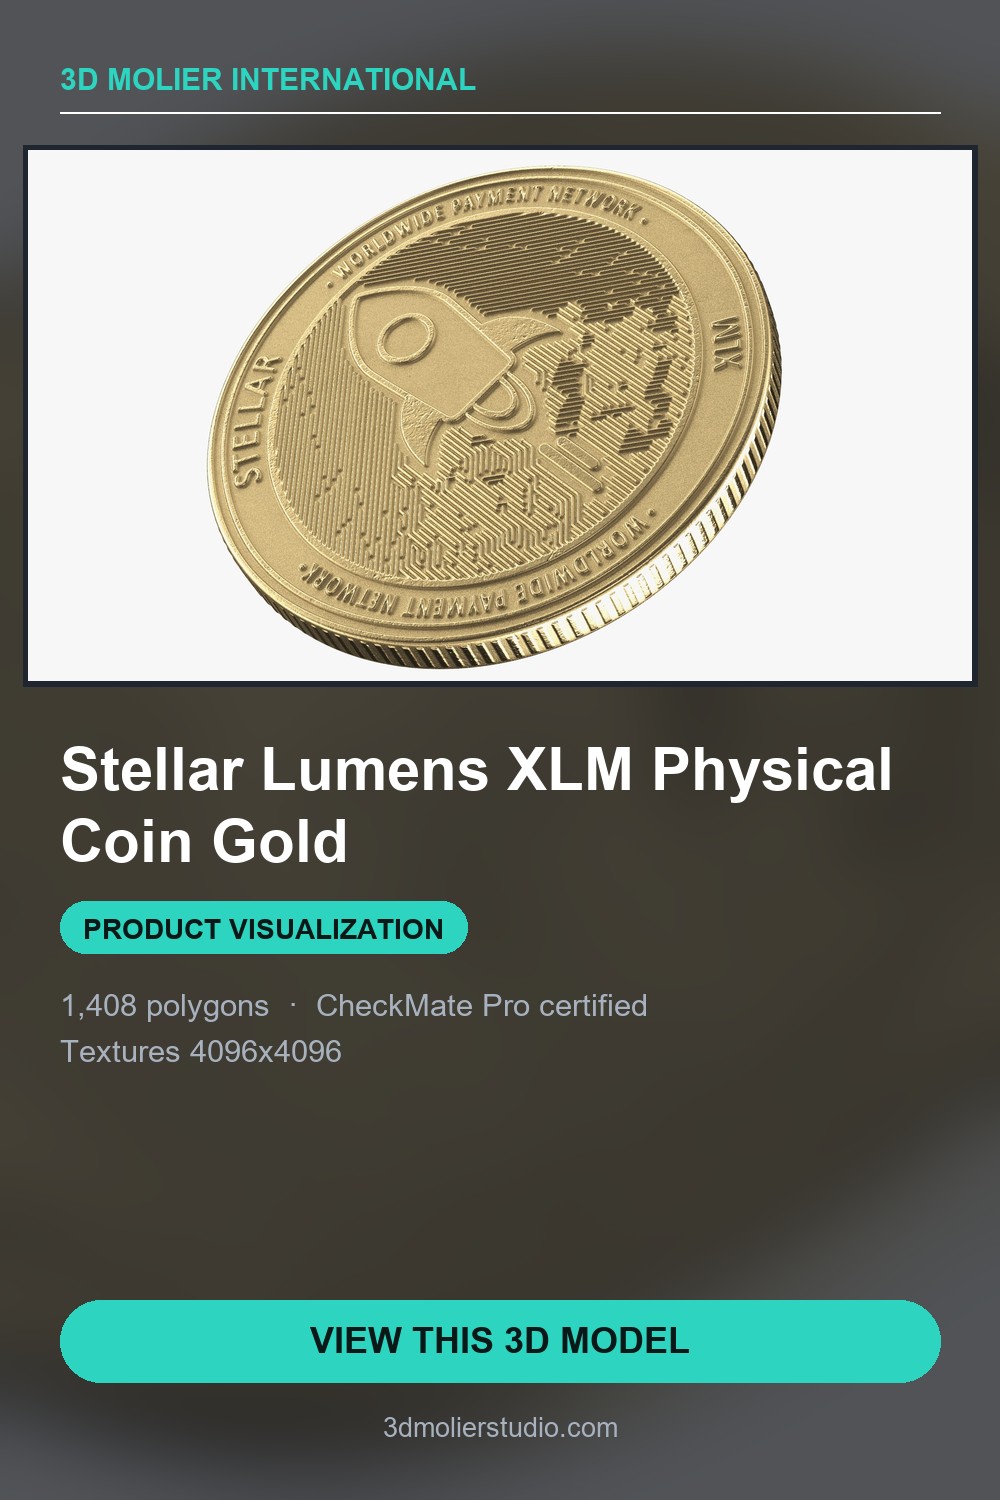 3D MOLIER INTERNATIONAL
• WORLDWIDE PAYMENT NETWORK •
STELLAR
XLM
• WORLDWIDE PAYMENT NETWORK •
Stellar Lumens XLM Physical
Coin Gold
PRODUCT VISUALIZATION
1,408 polygons · CheckMate Pro certified
Textures 4096x4096
VIEW THIS 3D MODEL
3dmolierstudio.com